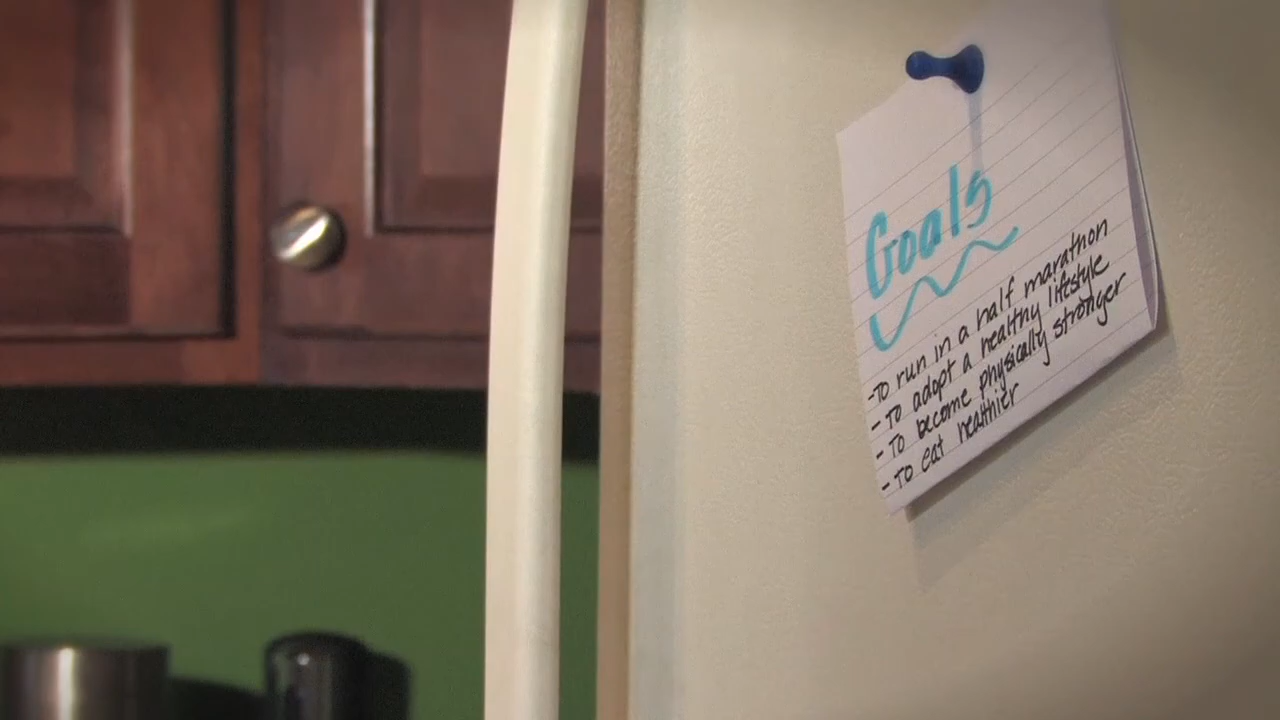 Goals
-To run in a half marathon
- To adopt a healthy lifestyle
- To become physically stronger
- To eat healthier